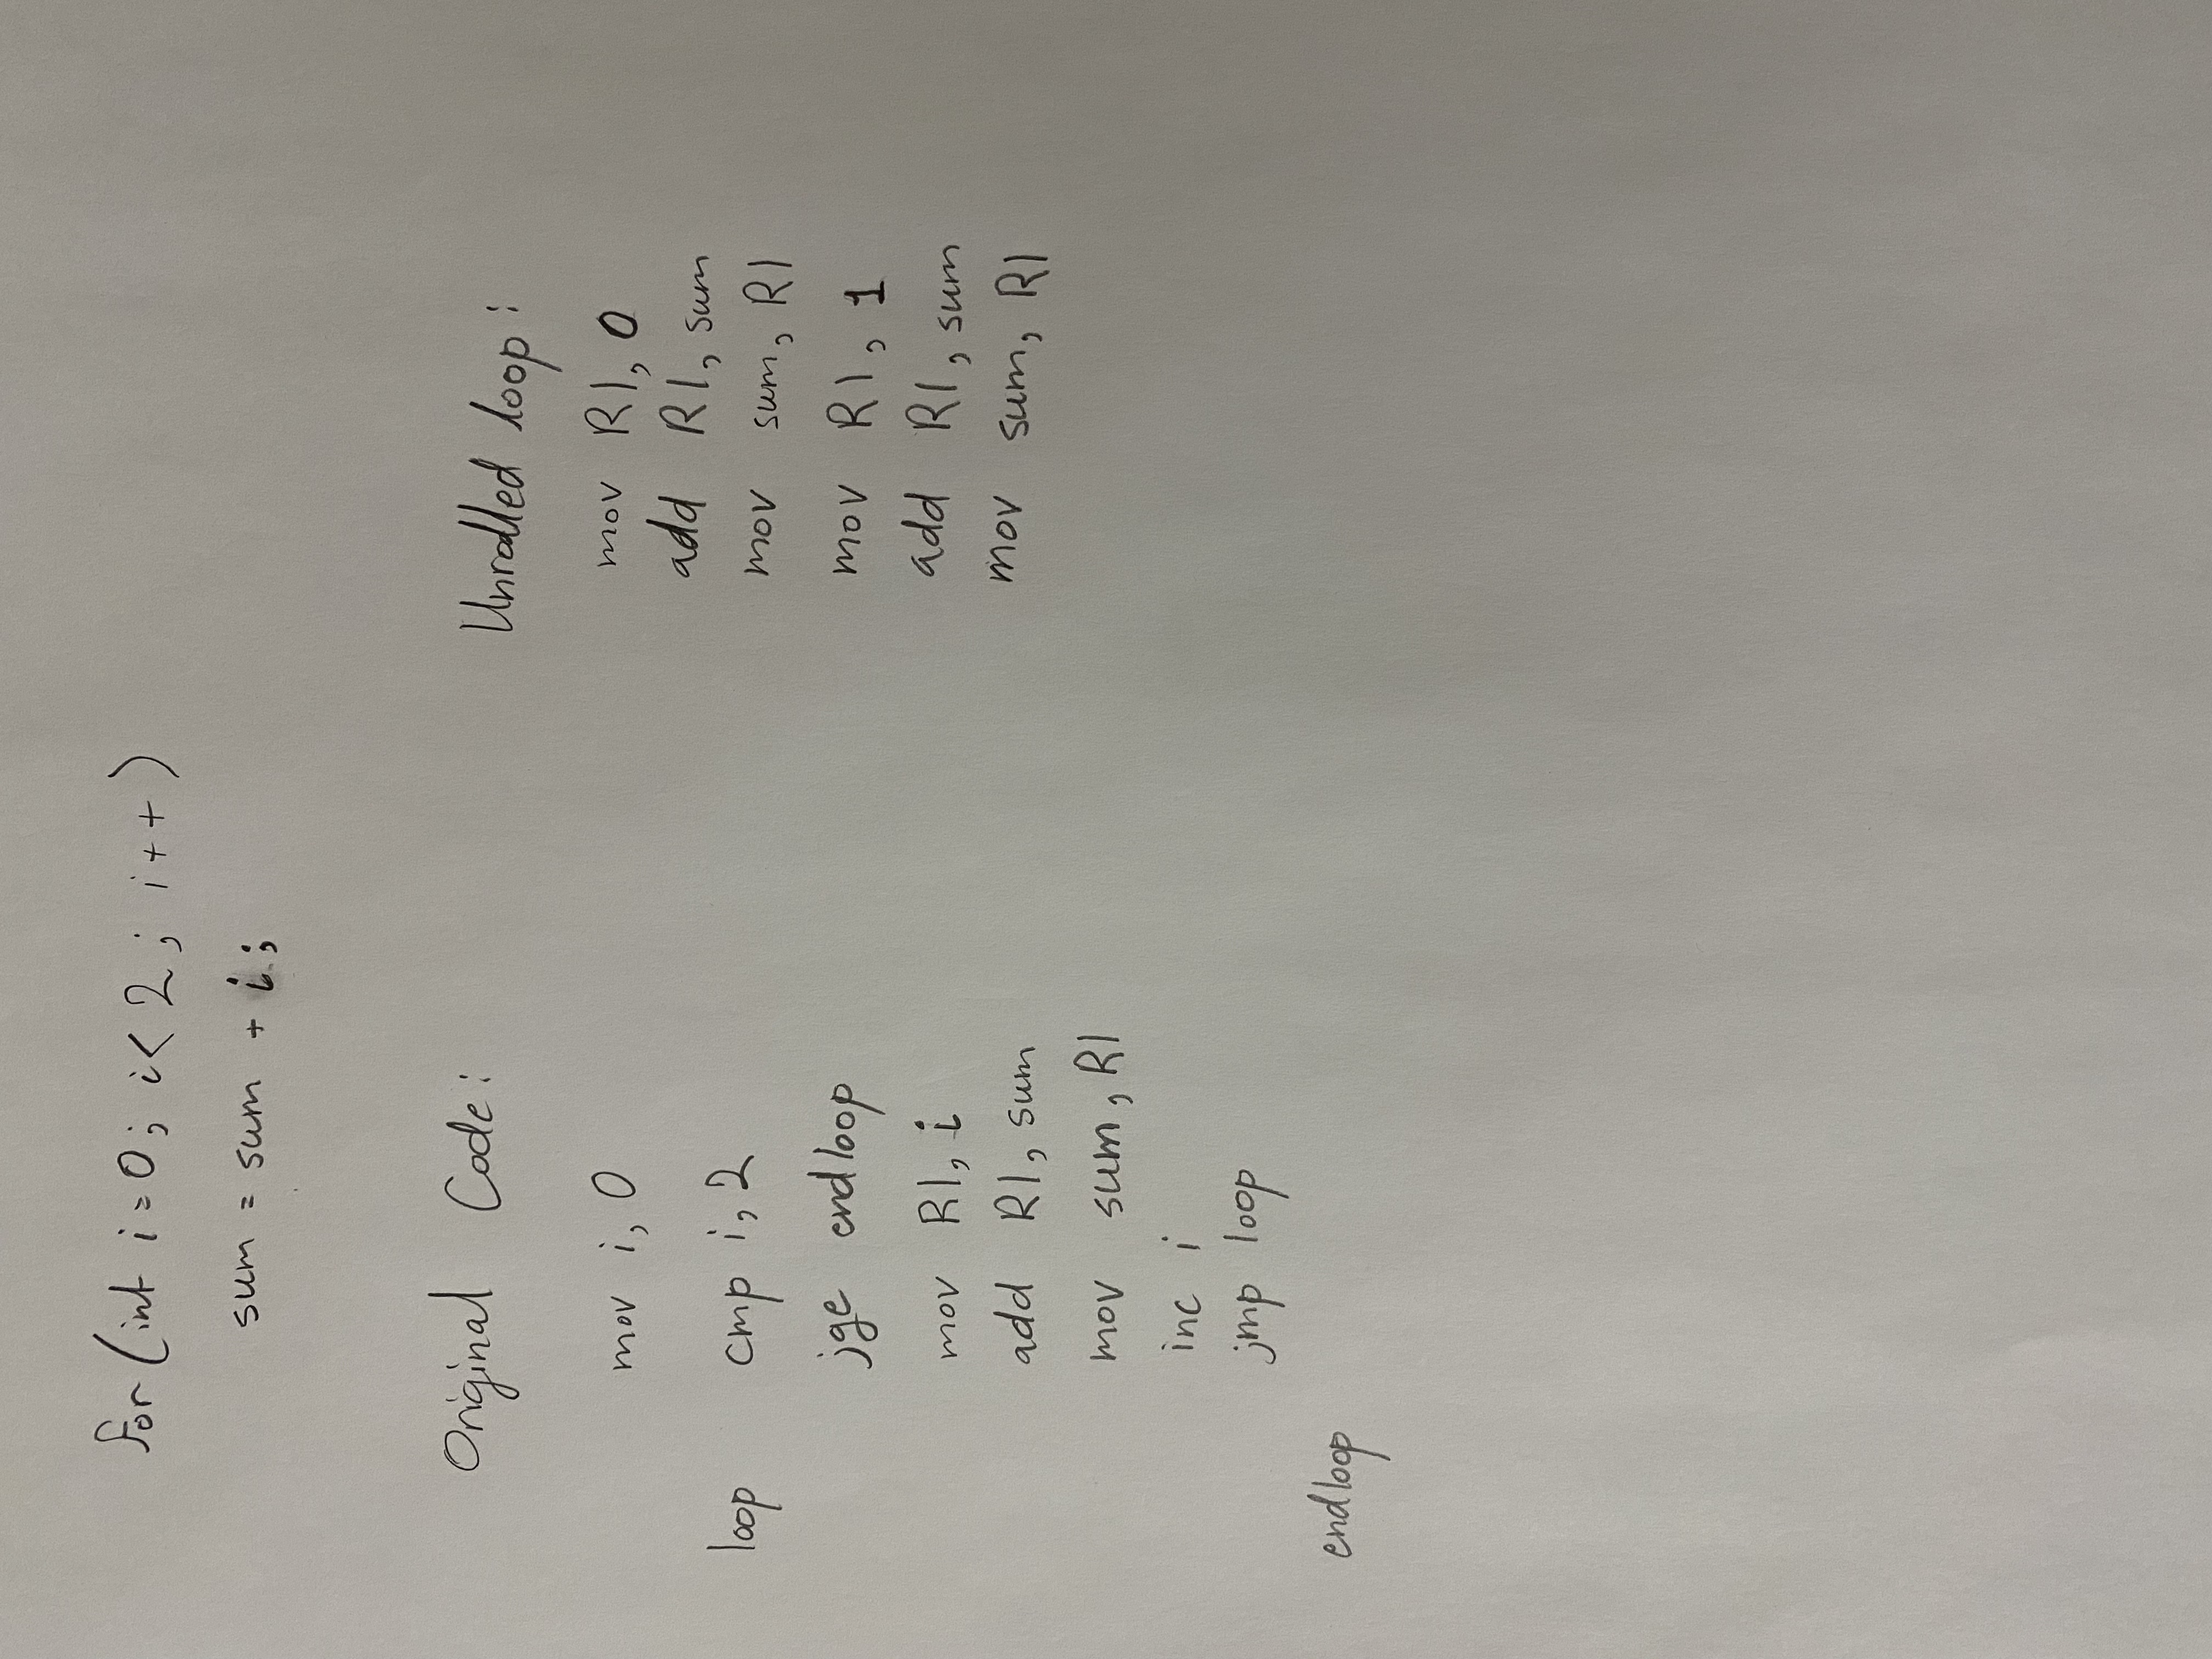 for (int i=0; i<2; i++)
sum = sum + i;
Original Code:
mov i, 0
loop cmp i, 2
jge endloop
mov R1, i
add R1, sum
mov sum, R1
inc i
jmp loop
endloop
Unrolled loop:
mov R1, 0
add R1, sum
mov sum, R1
mov R1, 1
add R1, sum
mov sum, R1